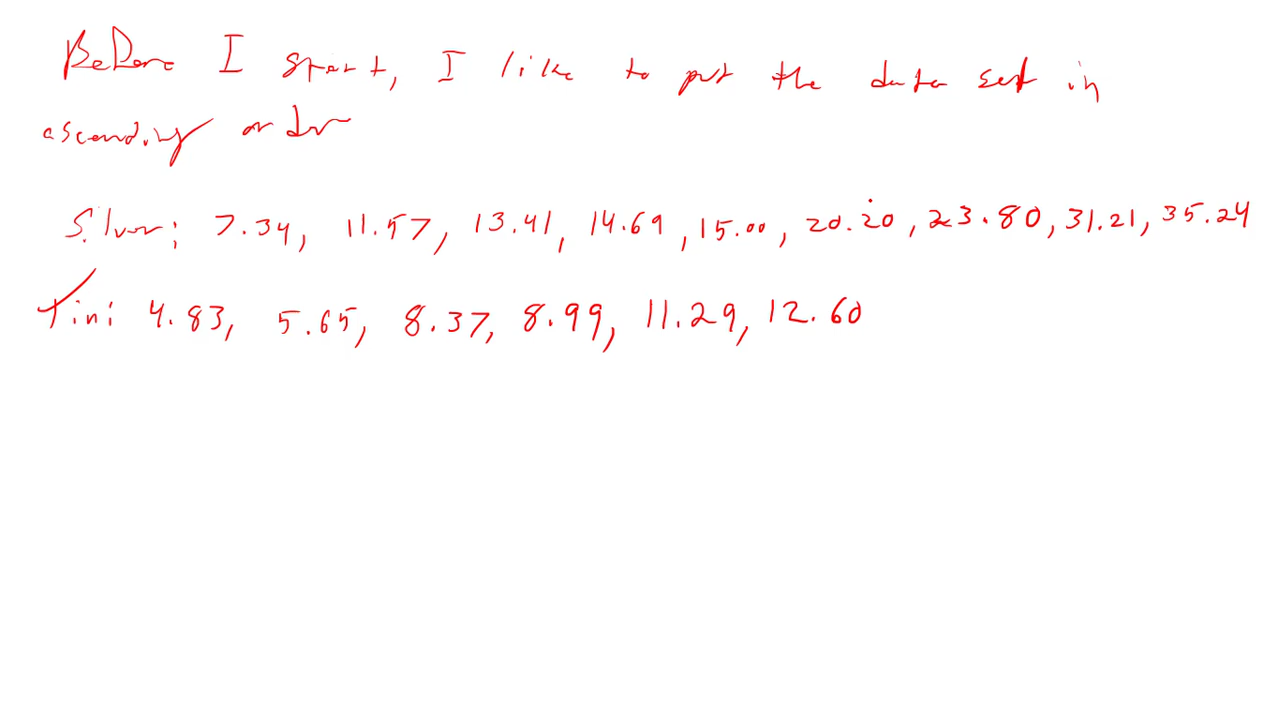 Before I start, I like to put the data set in
ascending order
Silver: 7.34, 11.57, 13.41, 14.69, 15.00, 20.20, 23.80, 31.21, 35.24
tin: 4.83, 5.65, 8.37, 8.99, 11.29, 12.60